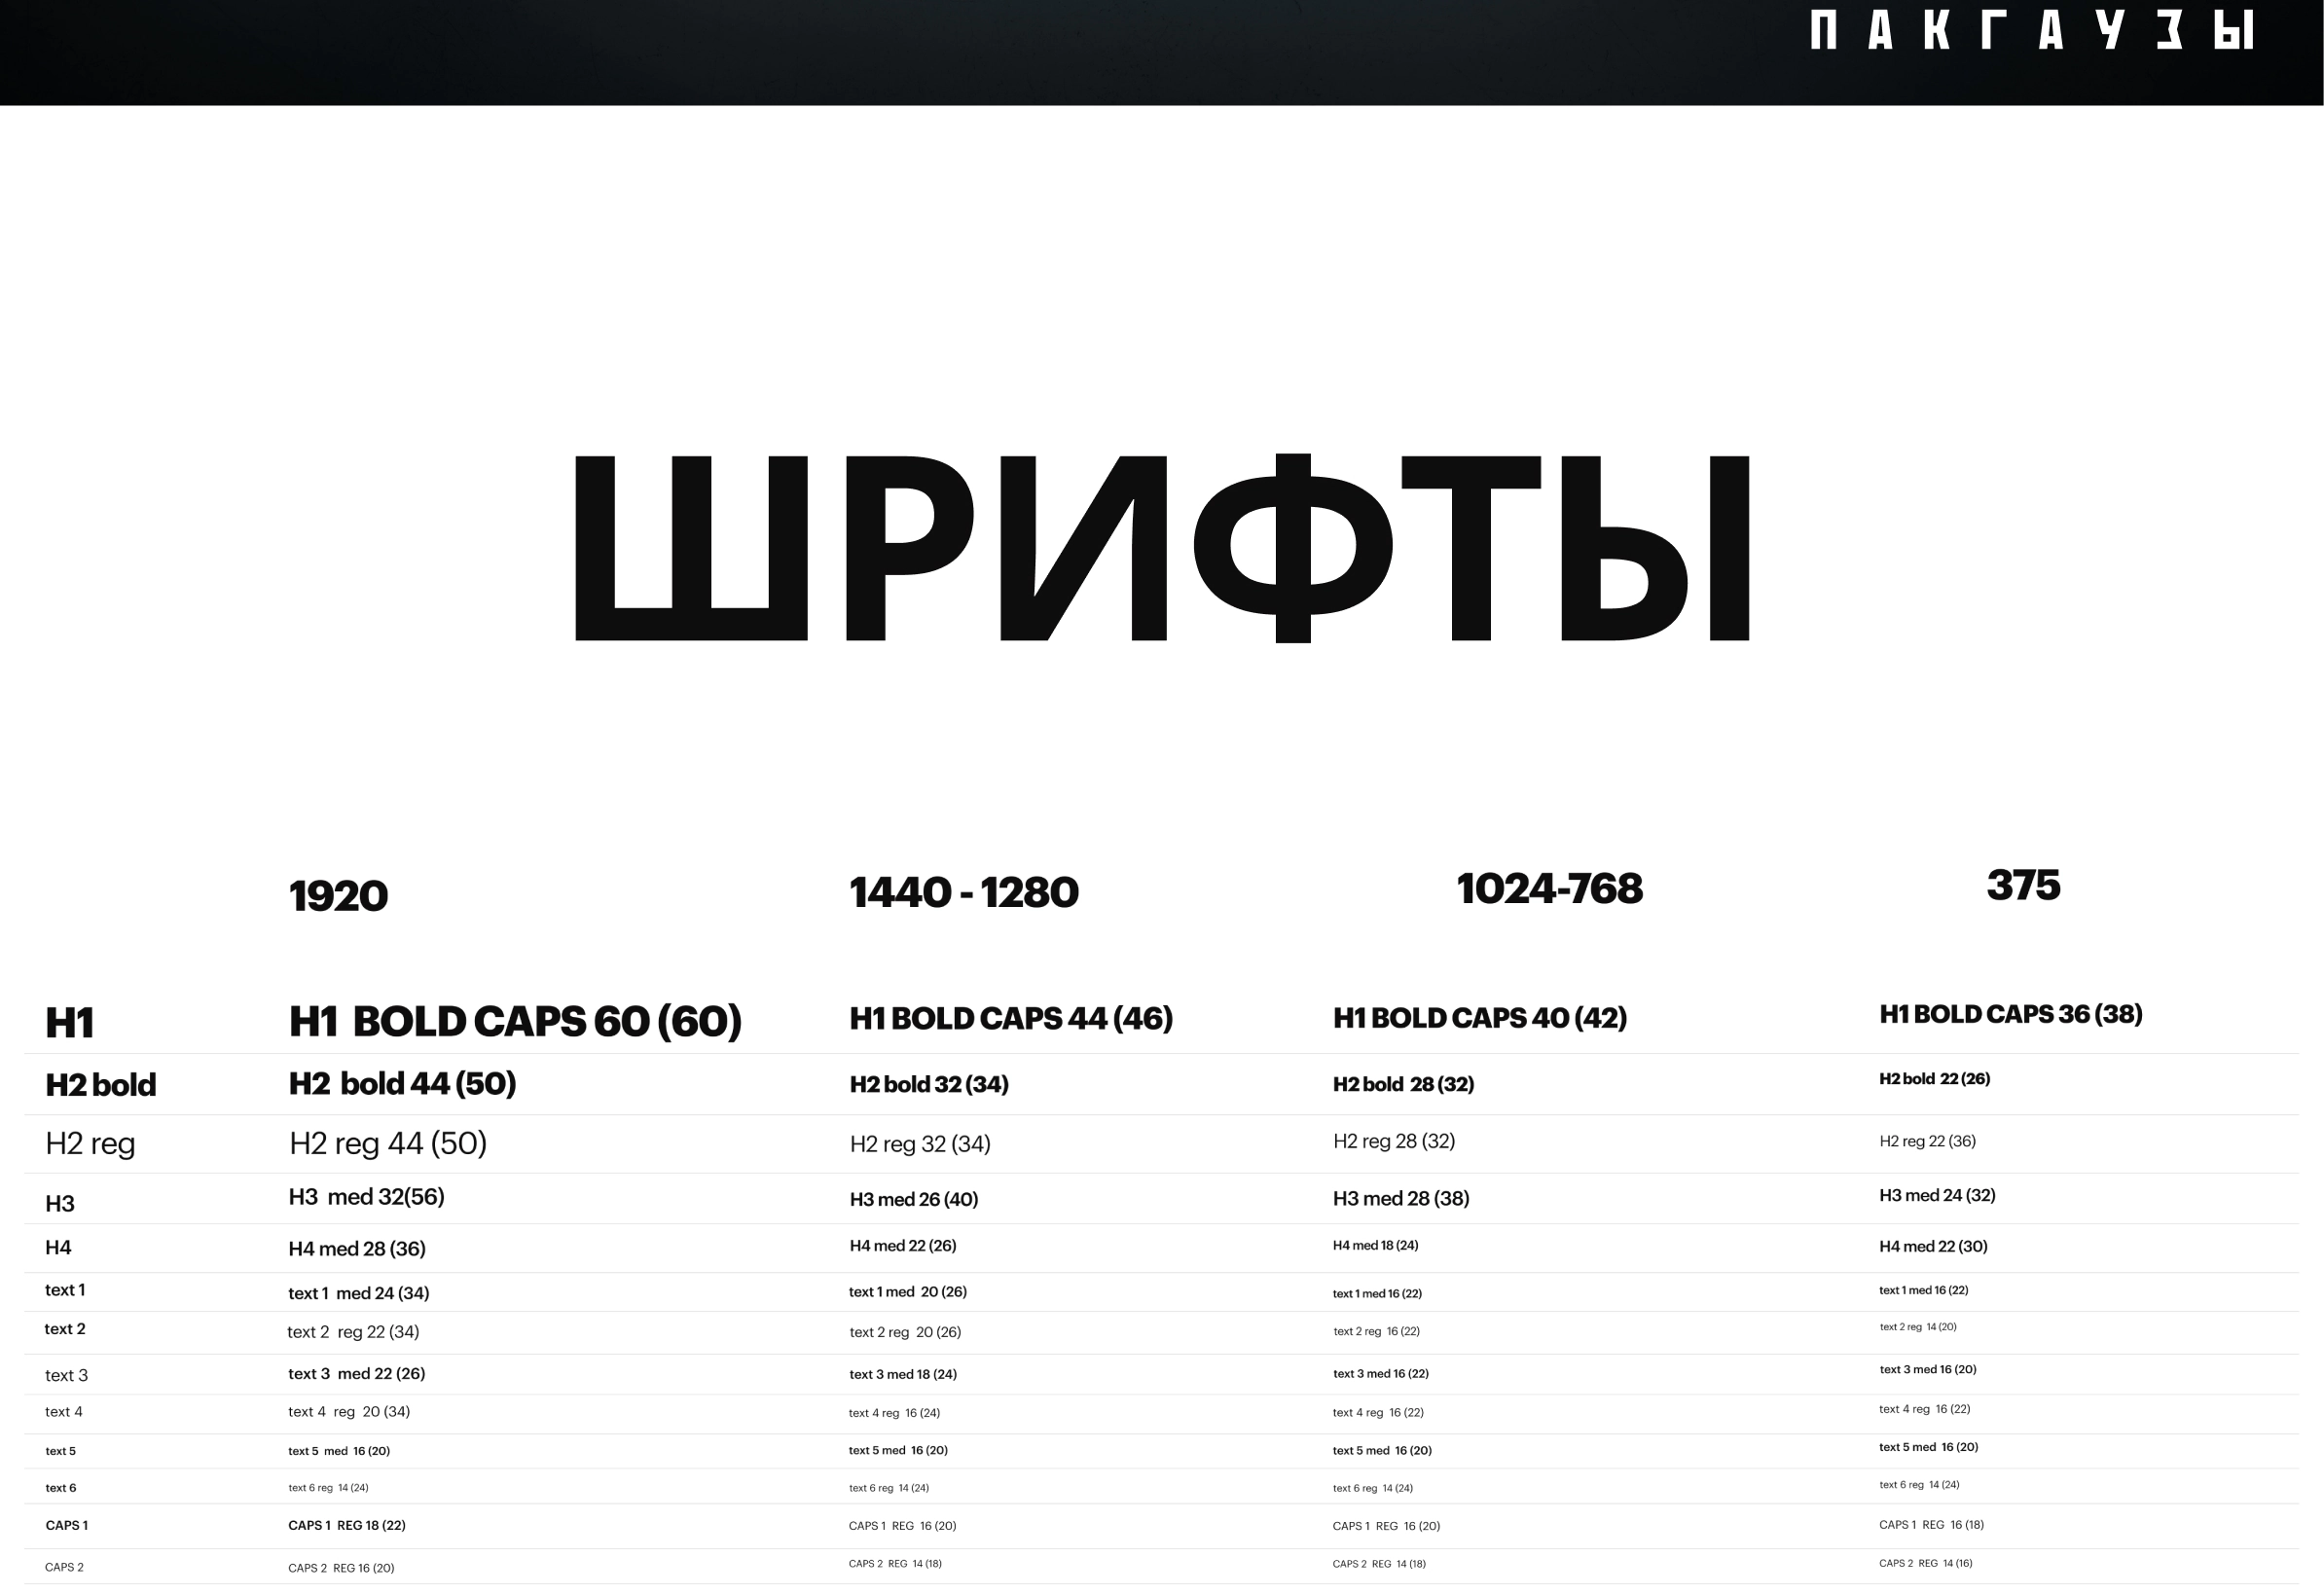 ПАКГАУЗЫ
ШРИФТЫ
1920 1440 - 1280 1024-768 375
H1 H1 BOLD CAPS 60 (60) H1 BOLD CAPS 44 (46) H1 BOLD CAPS 40 (42) H1 BOLD CAPS 36 (38)
H2 bold H2 bold 44 (50) H2 bold 32 (34) H2 bold 28 (32) H2 bold 22 (26)
H2 reg H2 reg 44 (50) H2 reg 32 (34) H2 reg 28 (32) H2 reg 22 (36)
H3 H3 med 32(56) H3 med 26 (40) H3 med 28 (38) H3 med 24 (32)
H4 H4 med 28 (36) H4 med 22 (26) H4 med 18 (24) H4 med 22 (30)
text 1 text 1 med 24 (34) text 1 med 20 (26) text 1 med 16 (22) text 1 med 16 (22)
text 2 text 2 reg 22 (34) text 2 reg 20 (26) text 2 reg 16 (22) text 2 reg 14 (20)
text 3 text 3 med 22 (26) text 3 med 18 (24) text 3 med 16 (22) text 3 med 16 (20)
text 4 text 4 reg 20 (34) text 4 reg 16 (24) text 4 reg 16 (22) text 4 reg 16 (22)
text 5 text 5 med 16 (20) text 5 med 16 (20) text 5 med 16 (20) text 5 med 16 (20)
text 6 text 6 reg 14 (24) text 6 reg 14 (24) text 6 reg 14 (24) text 6 reg 14 (24)
CAPS 1 CAPS 1 REG 18 (22) CAPS 1 REG 16 (20) CAPS 1 REG 16 (20) CAPS 1 REG 16 (18)
CAPS 2 CAPS 2 REG 16 (20) CAPS 2 REG 14 (18) CAPS 2 REG 14 (18) CAPS 2 REG 14 (16)